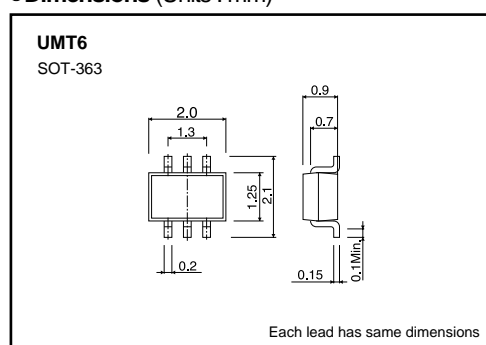 Dimensions (Units : mm)
UMT6
SOT-363
2.0
1.3
0.9
0.7
1.25
2.1
0.2
0.15
0.1Min.
Each lead has same dimensions